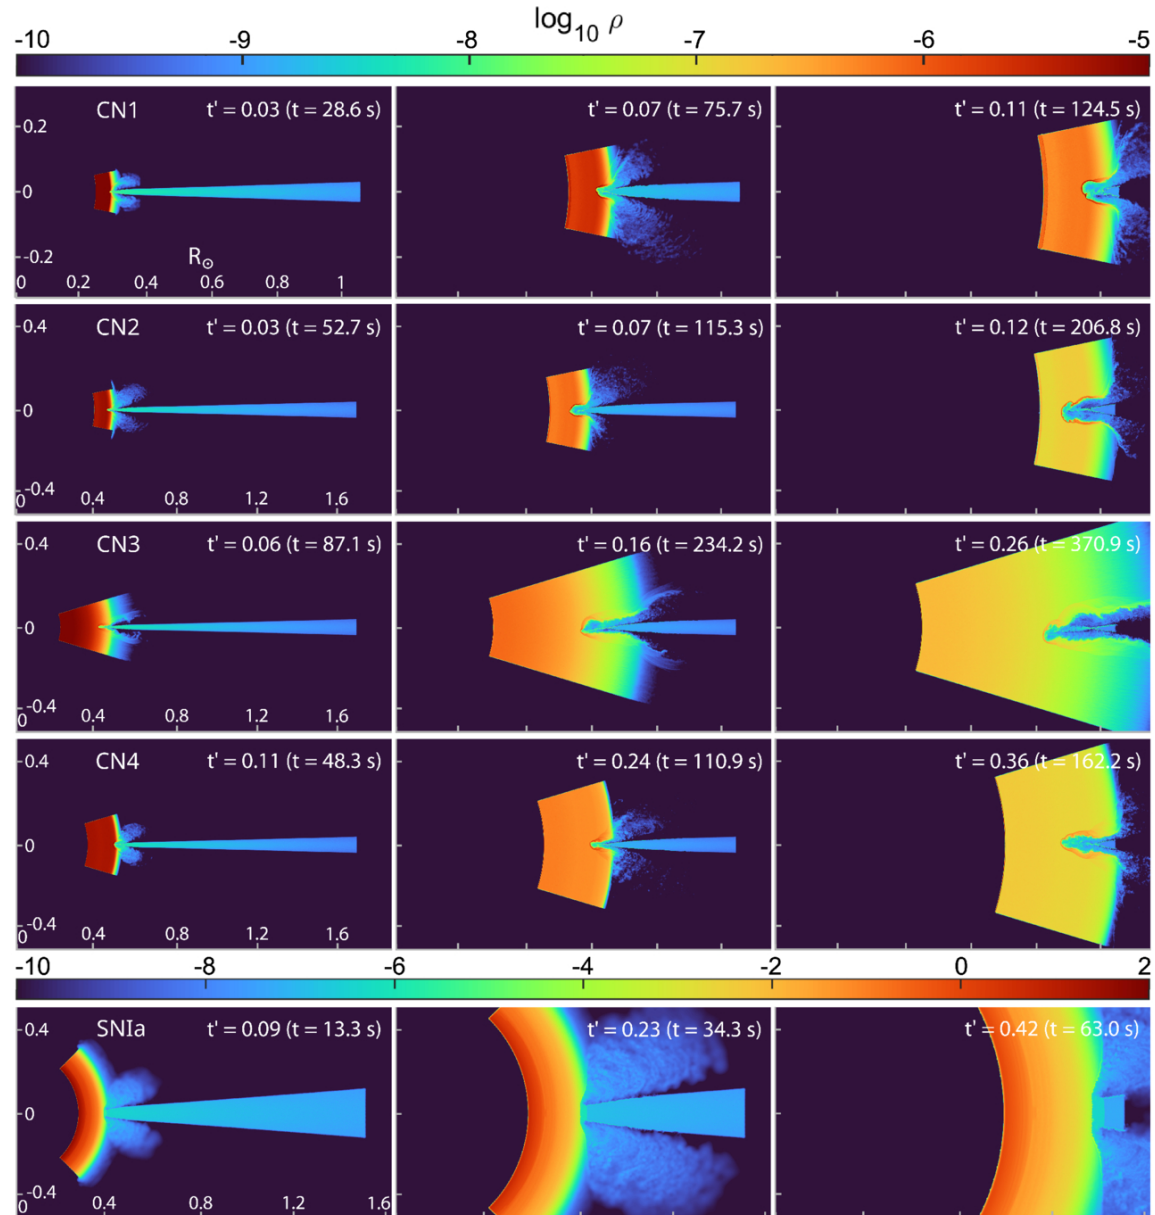 log₁₀ ρ
-10 -9 -8 -7 -6 -5
CN1 t' = 0.03 (t = 28.6 s) t' = 0.07 (t = 75.7 s) t' = 0.11 (t = 124.5 s)
0.2
0
-0.2
R☉
0 0.2 0.4 0.6 0.8 1
CN2 t' = 0.03 (t = 52.7 s) t' = 0.07 (t = 115.3 s) t' = 0.12 (t = 206.8 s)
0.4
0
-0.4
0 0.4 0.8 1.2 1.6
CN3 t' = 0.06 (t = 87.1 s) t' = 0.16 (t = 234.2 s) t' = 0.26 (t = 370.9 s)
0.4
0
-0.4
0 0.4 0.8 1.2 1.6
CN4 t' = 0.11 (t = 48.3 s) t' = 0.24 (t = 110.9 s) t' = 0.36 (t = 162.2 s)
0.4
0
-0.4
0 0.4 0.8 1.2 1.6
-10 -8 -6 -4 -2 0 2
SNIa t' = 0.09 (t = 13.3 s) t' = 0.23 (t = 34.3 s) t' = 0.42 (t = 63.0 s)
0.4
0
-0.4
0 0.4 0.8 1.2 1.6